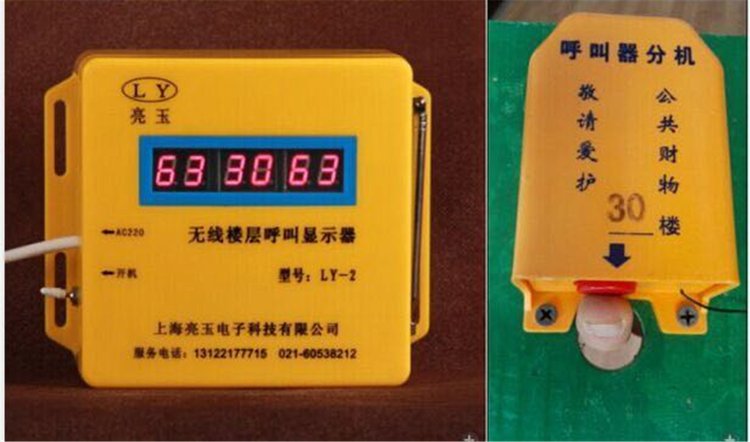 LY
亮玉
63 30 63
AC220
无线楼层呼叫显示器
开机
型号：LY-2
上海亮玉电子科技有限公司
服务电话：13122177715 021-60538212
呼叫器分机
敬请爱护
公共财物
30 楼